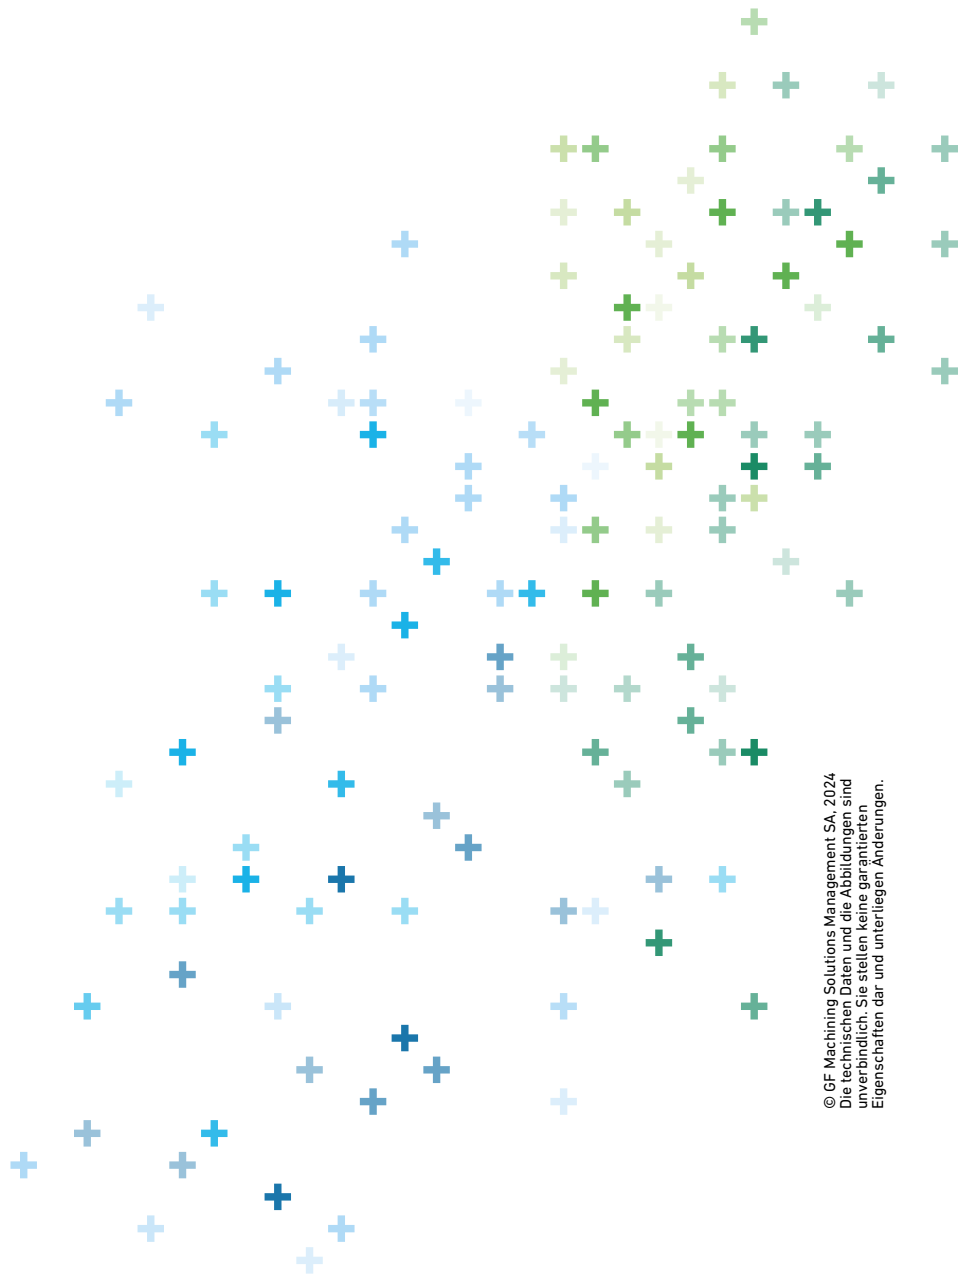 © GF Machining Solutions Management SA, 2024
Die technischen Daten und die Abbildungen sind
unverbindlich. Sie stellen keine garantierten
Eigenschaften dar und unterliegen Änderungen.